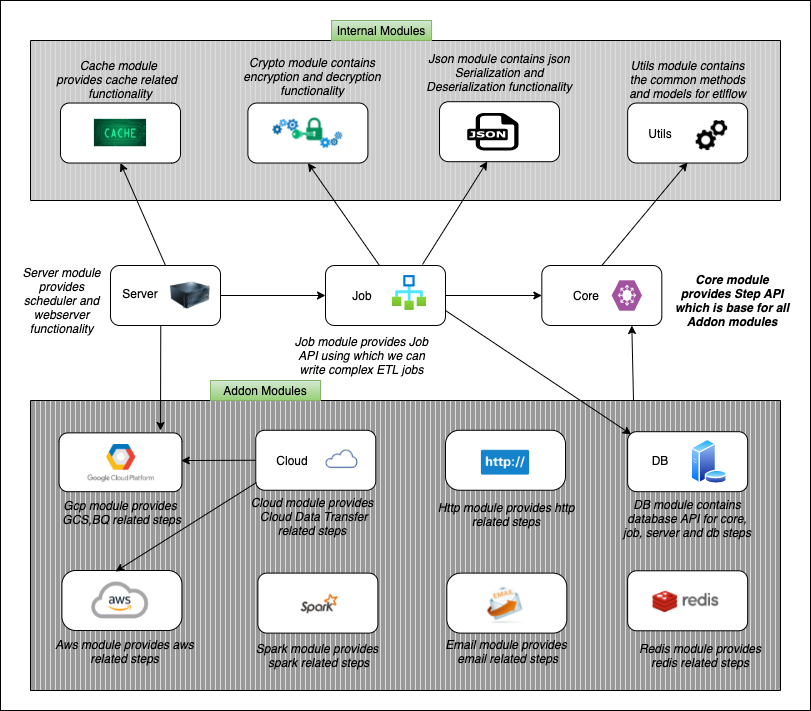 Internal Modules
Cache module
provides cache related
functionality
Crypto module contains
encryption and decryption
functionality
Json module contains json
Serialization and
Deserialization functionality
Utils module contains
the common methods
and models for etlflow
CACHE
JSON
Utils
Server module
provides
scheduler and
webserver
functionality
Server
Job
Core
Core module
provides Step API
which is base for all
Addon modules
Job module provides Job
API using which we can
write complex ETL jobs
Addon Modules
Google Cloud Platform
Cloud
http://
DB
Gcp module provides
GCS,BQ related steps
Cloud module provides
Cloud Data Transfer
related steps
Http module provides http
related steps
DB module contains
database API for core,
job, server and db steps
aws
Spark
EMAIL
redis
Aws module provides aws
related steps
Spark module provides
spark related steps
Email module provides
email related steps
Redis module provides
redis related steps